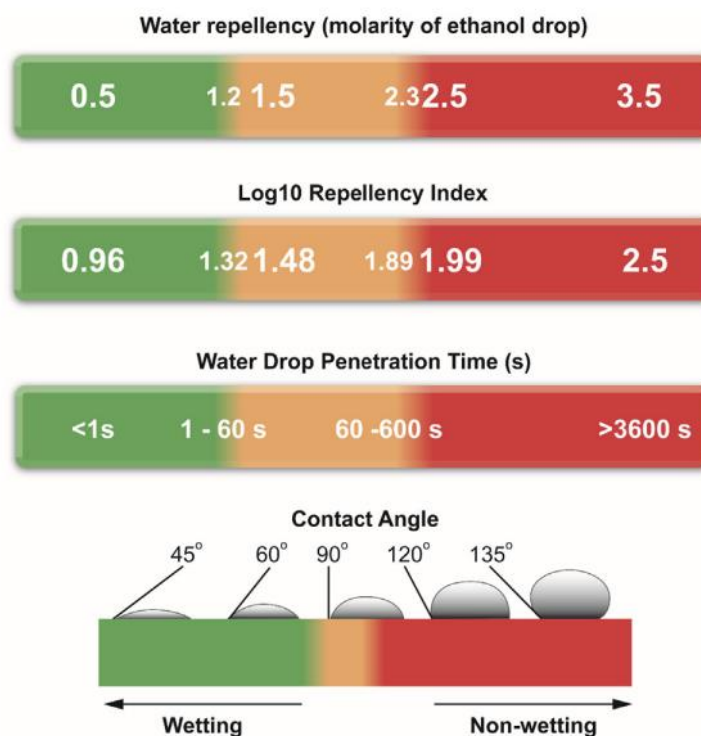 Water repellency (molarity of ethanol drop)
0.5 1.2 1.5 2.3 2.5 3.5
Log10 Repellency Index
0.96 1.32 1.48 1.89 1.99 2.5
Water Drop Penetration Time (s)
<1s 1 - 60 s 60 -600 s >3600 s
Contact Angle
45° 60° 90° 120° 135°
Wetting Non-wetting